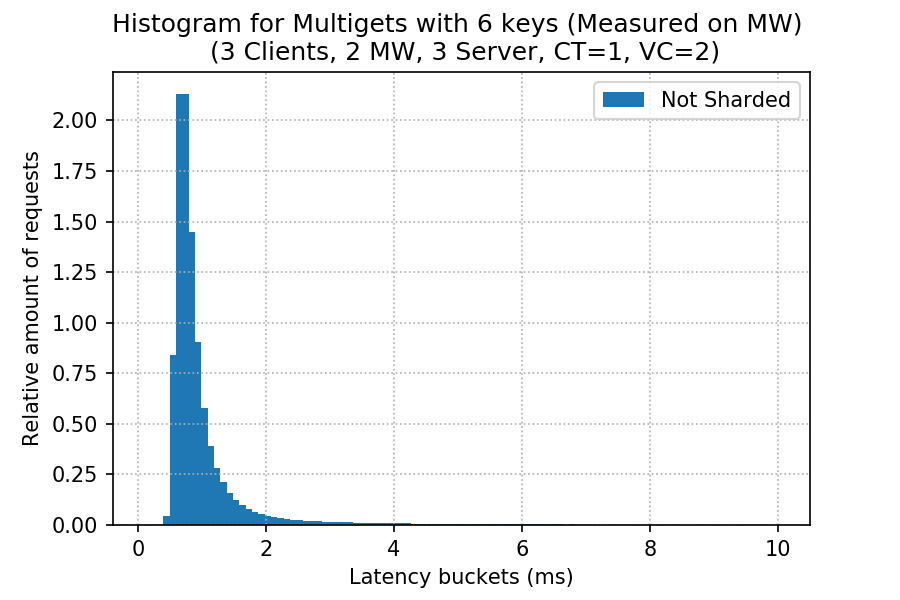 Histogram for Multigets with 6 keys (Measured on MW)
(3 Clients, 2 MW, 3 Server, CT=1, VC=2)
Not Sharded
Relative amount of requests
2.00
1.75
1.50
1.25
1.00
0.75
0.50
0.25
0.00
0 2 4 6 8 10
Latency buckets (ms)